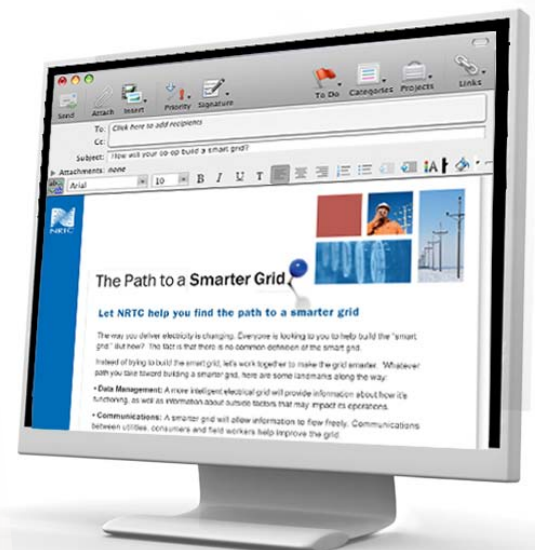 Send Attach Insert Priority Signature To Do Categories Projects Links
To: Click here to add recipients
Cc:
Subject: How will your co-op build a smart grid?
Attachments: none
Arial 10 B I U T A
NRTC
The Path to a Smarter Grid
Let NRTC help you find the path to a smarter grid
The way you deliver electricity is changing. Everyone is looking to you to help build the "smart
grid." But how? The fact is that there is no common definition of the smart grid.
Instead of trying to build the smart grid, let's work together to make the grid smarter. Whatever
path you take toward building a smarter grid, here are some landmarks along the way:
• Data Management: A more intelligent electrical grid will provide information about how it's
functioning, as well as information about outside factors that may impact its operations.
• Communications: A smarter grid will allow information to flow freely. Communications
between utilities, consumers and field workers help improve the grid.